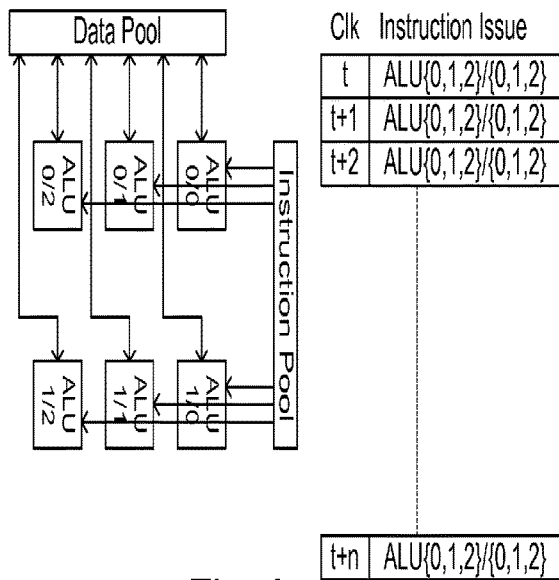 Data Pool
ALU 0/2
ALU 0/1
ALU 0/0
Instruction Pool
ALU 1/2
ALU 1/1
ALU 1/0
Clk Instruction Issue
t ALU{0,1,2}/{0,1,2}
t+1 ALU{0,1,2}/{0,1,2}
t+2 ALU{0,1,2}/{0,1,2}
t+n ALU{0,1,2}/{0,1,2}